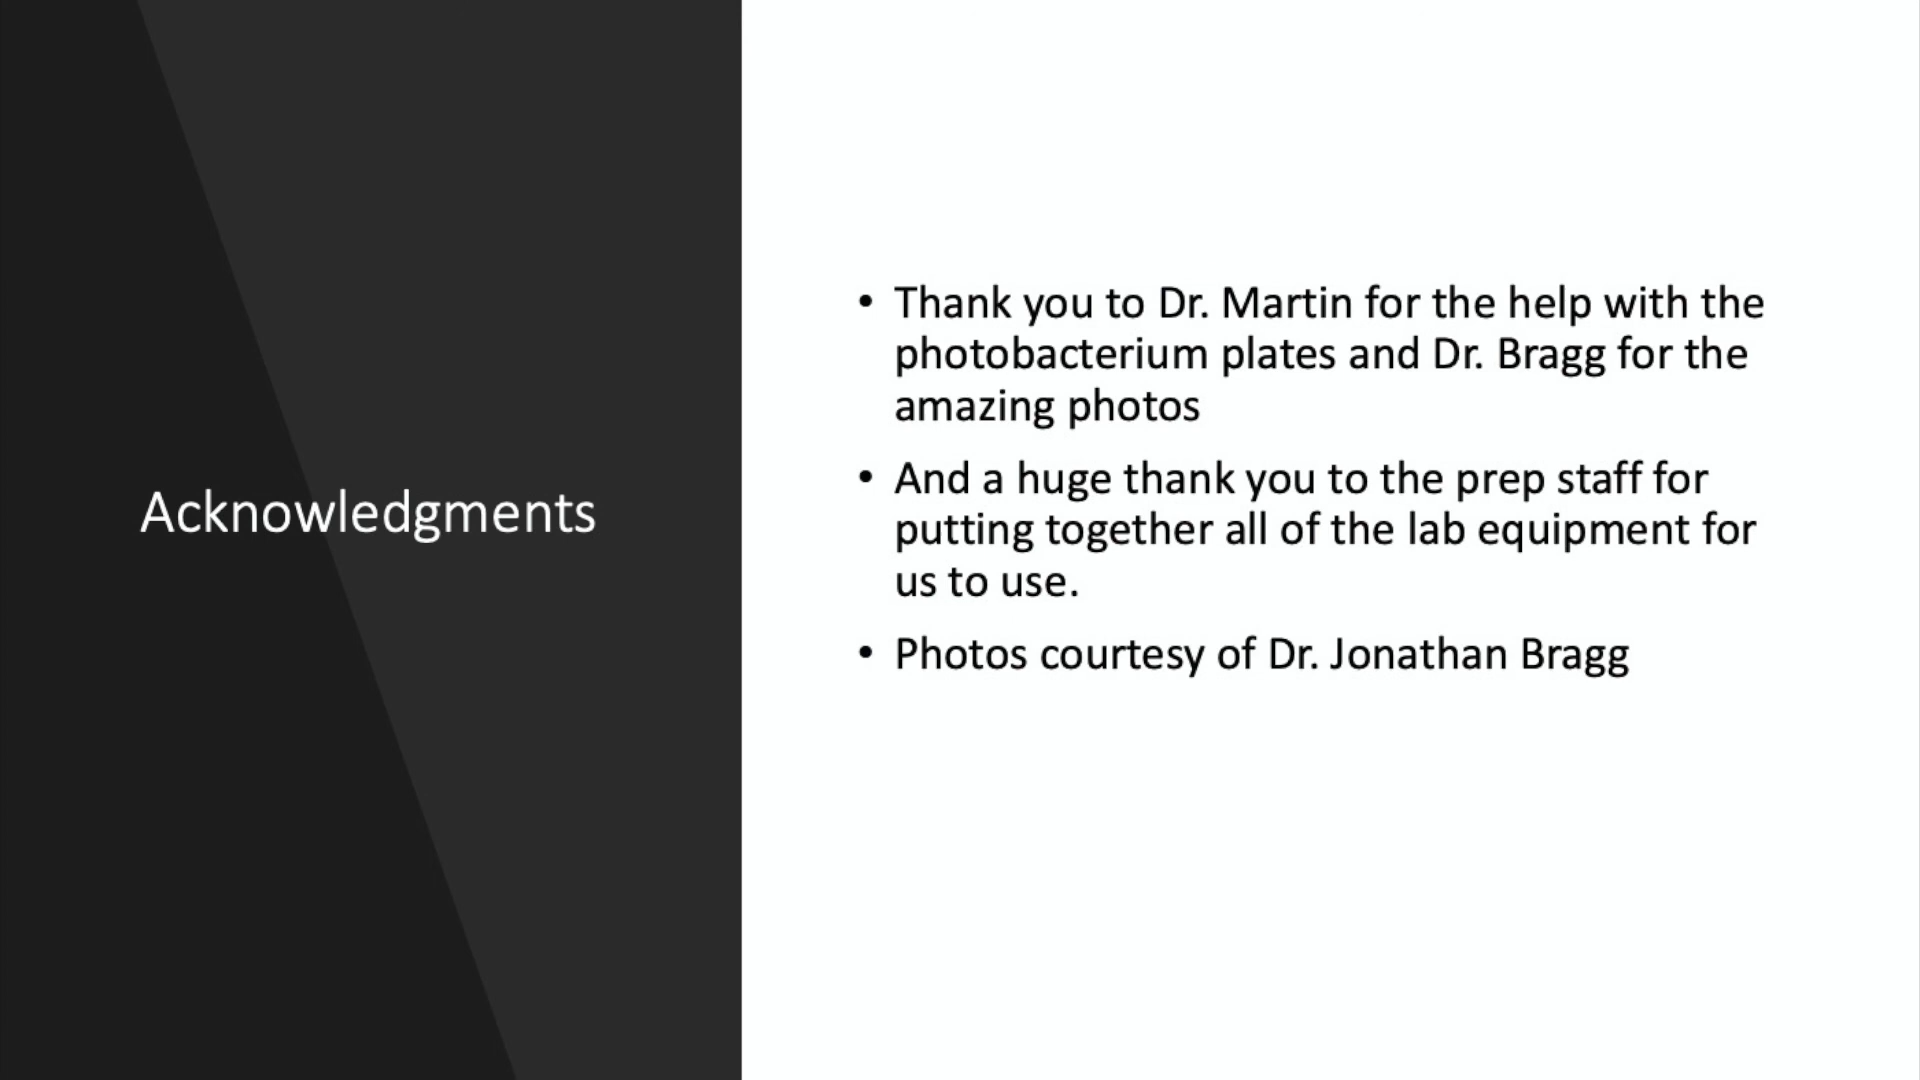 Acknowledgments
• Thank you to Dr. Martin for the help with the
photobacterium plates and Dr. Bragg for the
amazing photos
• And a huge thank you to the prep staff for
putting together all of the lab equipment for
us to use.
• Photos courtesy of Dr. Jonathan Bragg